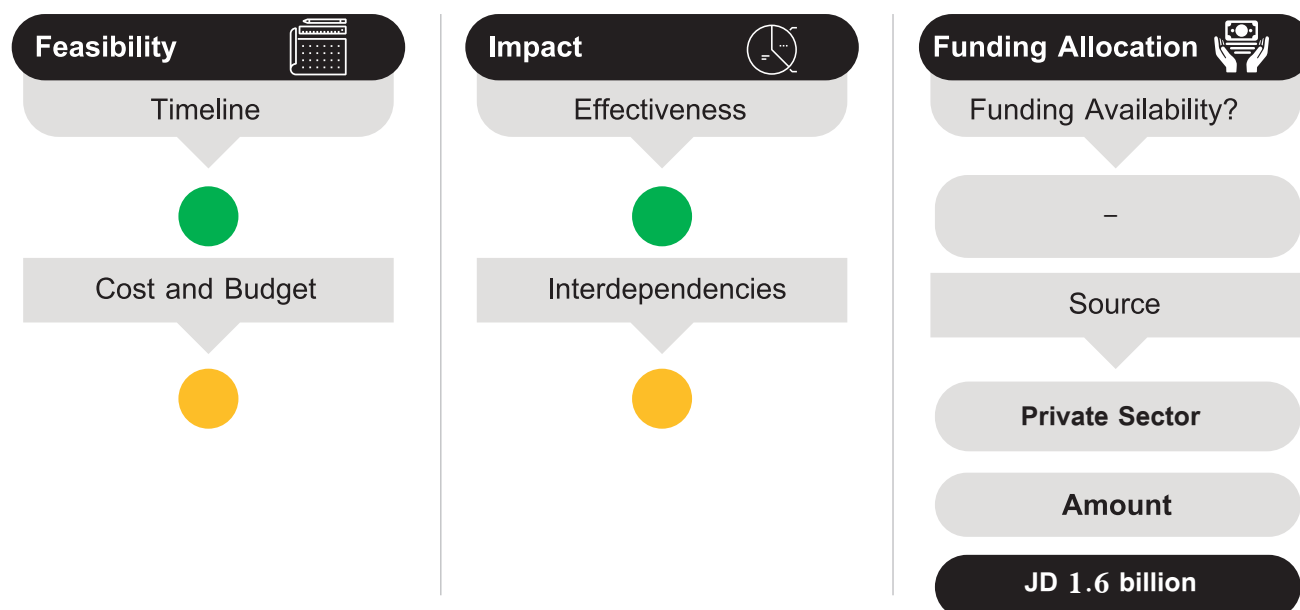 Feasibility
Timeline
Cost and Budget
Impact
Effectiveness
Interdependencies
Funding Allocation
Funding Availability?
–
Source
Private Sector
Amount
JD 1.6 billion